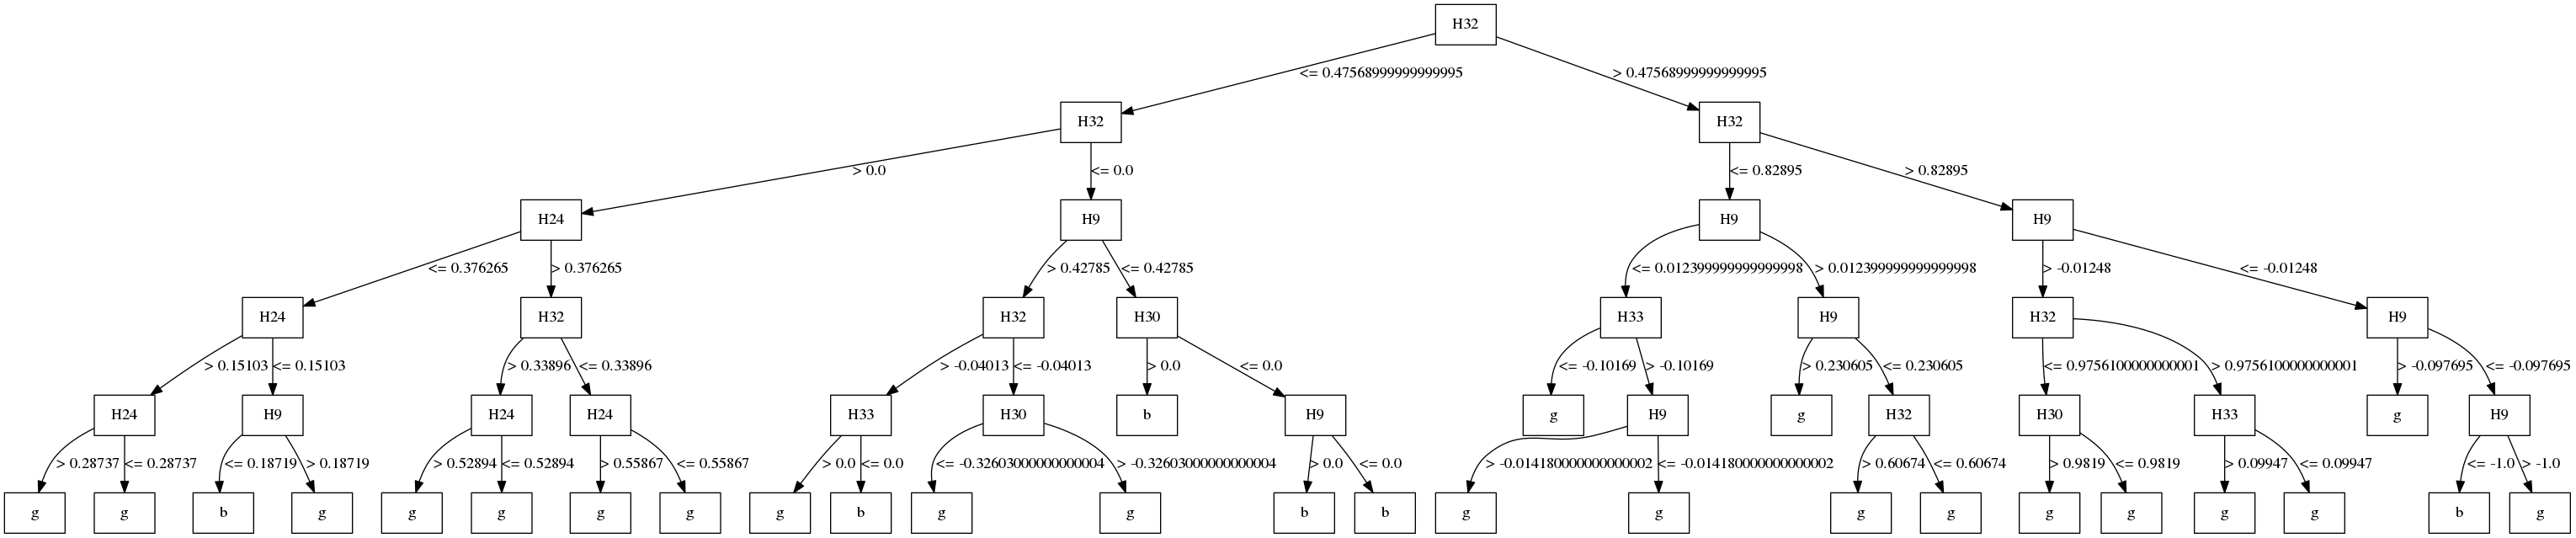 H32
<= 0.47568999999999995 > 0.47568999999999995
H32 H32
> 0.0 <= 0.0 <= 0.82895 > 0.82895
H24 H9 H9 H9
<= 0.376265 > 0.376265 > 0.42785 <= 0.42785 <= 0.012399999999999998 > 0.012399999999999998 > -0.01248 <= -0.01248
H24 H32 H32 H30 H33 H9 H32 H9
> 0.15103 <= 0.15103 > 0.33896 <= 0.33896 > -0.04013 <= -0.04013 > 0.0 <= 0.0 <= -0.10169 > -0.10169 > 0.230605 <= 0.230605 <= 0.9756100000000001 > 0.9756100000000001 > -0.097695 <= -0.097695
H24 H9 H24 H24 H33 H30 b H9 g H9 g H32 H30 H33 g H9
> 0.28737 <= 0.28737 <= 0.18719 > 0.18719 > 0.52894 <= 0.52894 > 0.55867 <= 0.55867 > 0.0 <= 0.0 <= -0.32603000000000004 > -0.32603000000000004 > 0.0 <= 0.0 > -0.014180000000000002 <= -0.014180000000000002 > 0.60674 <= 0.60674 > 0.9819 <= 0.9819 > 0.09947 <= 0.09947 <= -1.0 > -1.0
g g b g g g g g g b g g b b g g g g g g g g b g